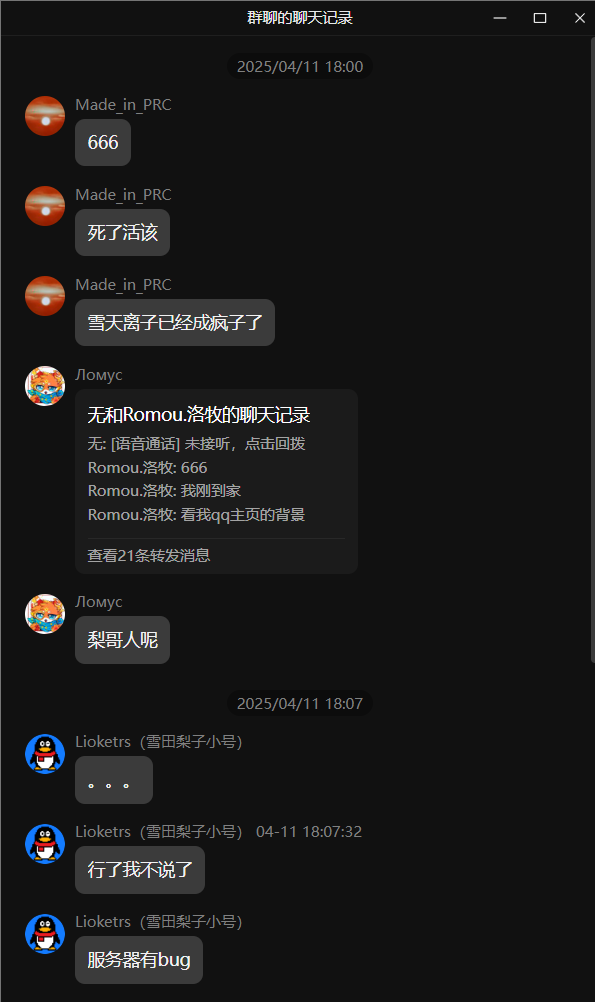 群聊的聊天记录
2025/04/11 18:00
Made_in_PRC
666
Made_in_PRC
死了活该
Made_in_PRC
雪天离子已经成疯子了
Ломус
无和Romou.洛牧的聊天记录
无: [语音通话] 未接听，点击回拨
Romou.洛牧: 666
Romou.洛牧: 我刚到家
Romou.洛牧: 看我qq主页的背景
查看21条转发消息
Ломус
梨哥人呢
2025/04/11 18:07
Lioketrs（雪田梨子小号）
。。。
Lioketrs（雪田梨子小号） 04-11 18:07:32
行了我不说了
Lioketrs（雪田梨子小号）
服务器有bug